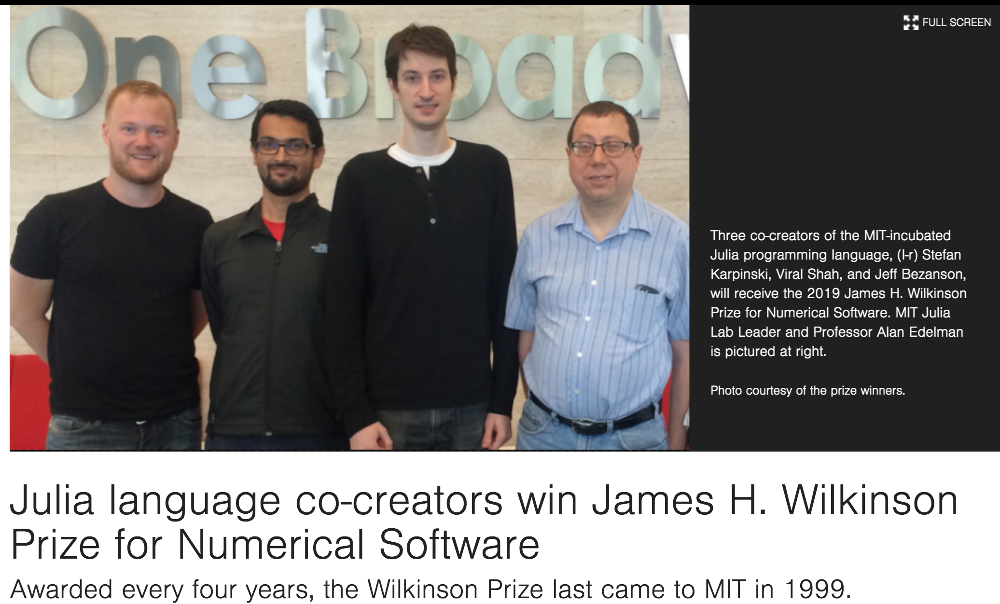 One Broadw
FULL SCREEN
Three co-creators of the MIT-incubated
Julia programming language, (l-r) Stefan
Karpinski, Viral Shah, and Jeff Bezanson,
will receive the 2019 James H. Wilkinson
Prize for Numerical Software. MIT Julia
Lab Leader and Professor Alan Edelman
is pictured at right.
Photo courtesy of the prize winners.
Julia language co-creators win James H. Wilkinson
Prize for Numerical Software
Awarded every four years, the Wilkinson Prize last came to MIT in 1999.